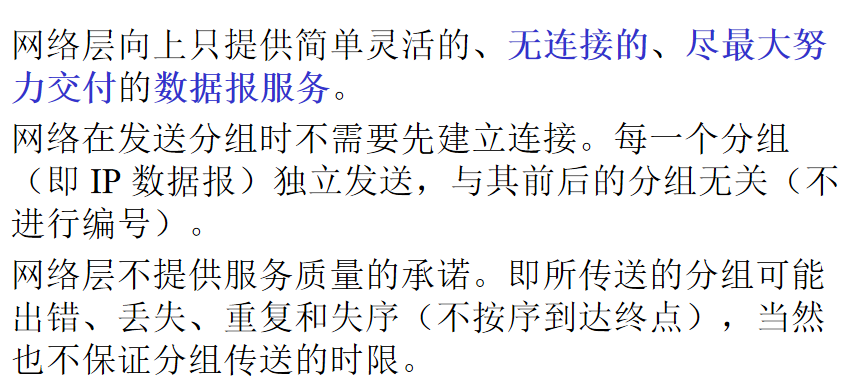 网络层向上只提供简单灵活的、无连接的、尽最大努
力交付的数据报服务。
网络在发送分组时不需要先建立连接。每一个分组
（即 IP 数据报）独立发送，与其前后的分组无关（不
进行编号）。
网络层不提供服务质量的承诺。即所传送的分组可能
出错、丢失、重复和失序（不按序到达终点），当然
也不保证分组传送的时限。